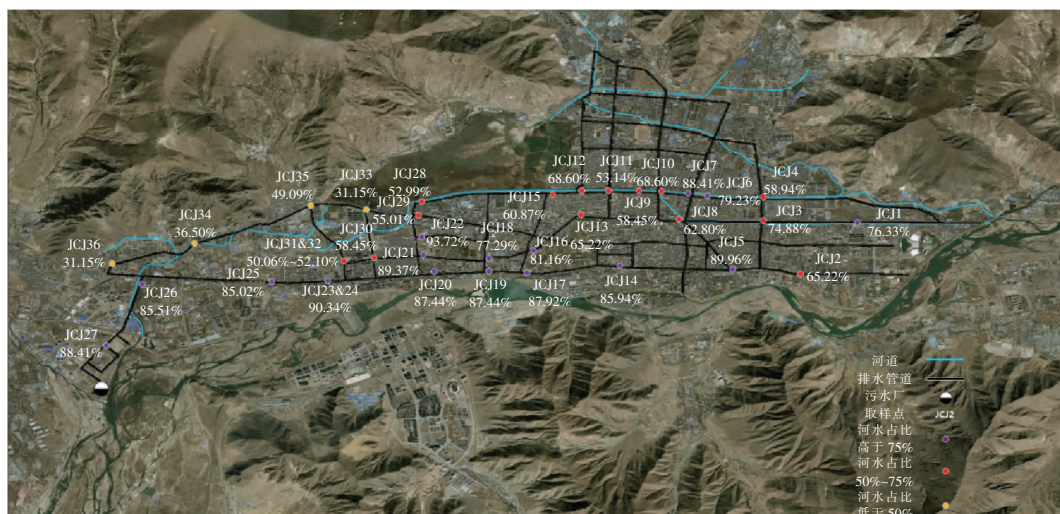 JCJ35
49.09%
JCJ33
31.15%
JCJ28
52.99%
JCJ12
68.60%
JCJ11
53.14%
JCJ10
68.60%
JCJ7
88.41%
JCJ6
79.23%
JCJ4
58.94%
JCJ34
36.50%
JCJ29
55.01%
JCJ15
60.87%
JCJ9
58.45%
JCJ8
62.80%
JCJ3
74.88%
JCJ1
76.33%
JCJ36
31.15%
JCJ31&32
50.06%~52.10%
JCJ30
58.45%
JCJ22
93.72%
JCJ18
77.29%
JCJ13
65.22%
JCJ16
81.16%
JCJ21
89.37%
JCJ5
89.96%
JCJ2
65.22%
JCJ26
85.51%
JCJ25
85.02%
JCJ23&24
90.34%
JCJ20
87.44%
JCJ19
87.44%
JCJ17
87.92%
JCJ14
85.94%
JCJ27
88.41%
河道
排水管道
污水厂
取样点 JCJ2
河水占比
高于75%
河水占比
50%~75%
河水占比
低于50%